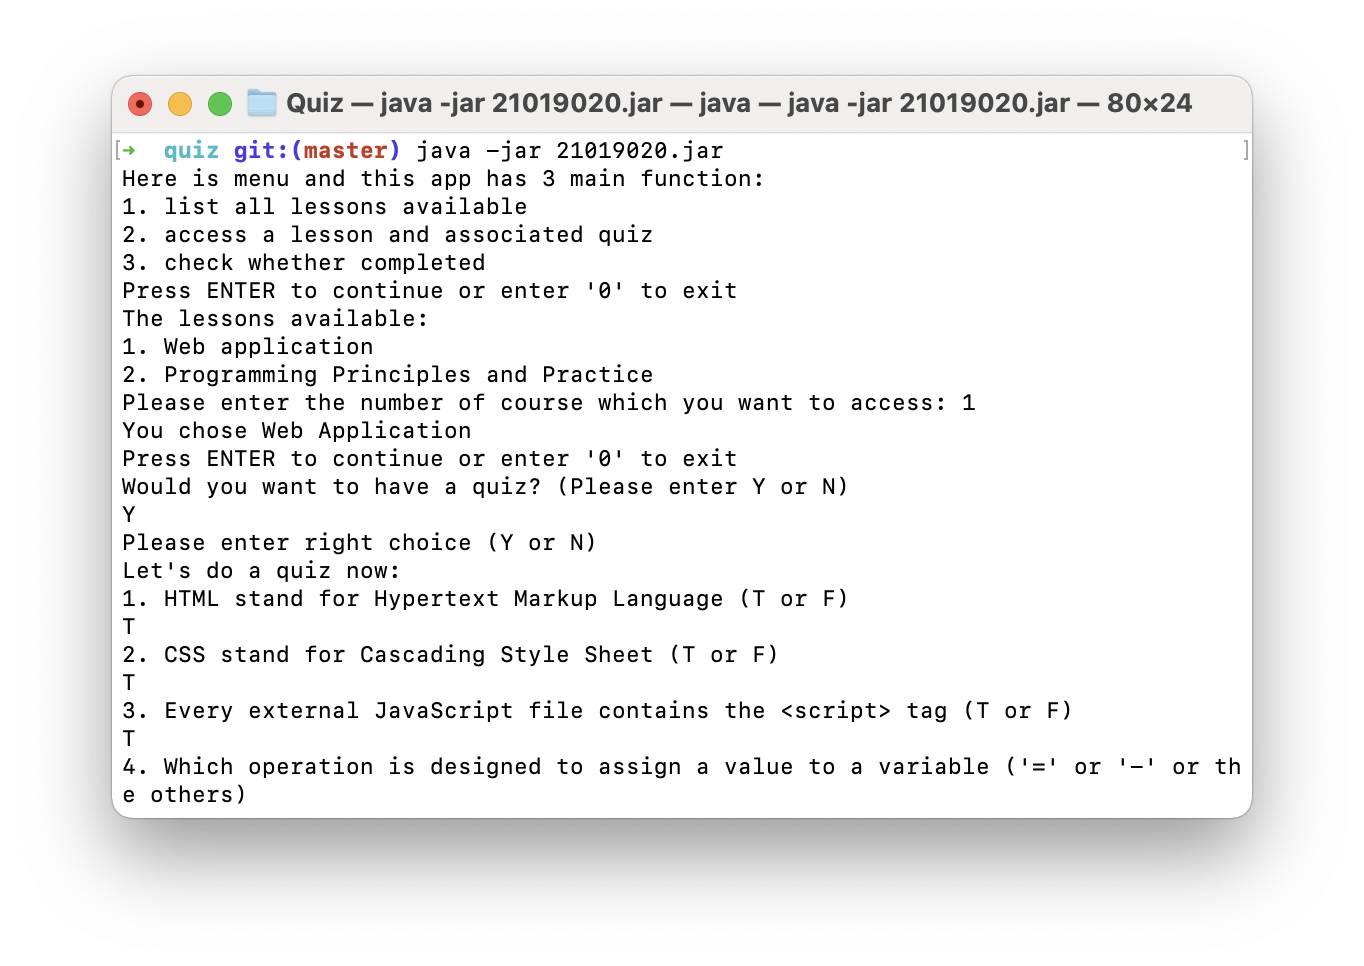 Quiz — java -jar 21019020.jar — java — java -jar 21019020.jar — 80×24
[➜  quiz git:(master) java -jar 21019020.jar ]
Here is menu and this app has 3 main function:
1. list all lessons available
2. access a lesson and associated quiz
3. check whether completed
Press ENTER to continue or enter '0' to exit
The lessons available:
1. Web application
2. Programming Principles and Practice
Please enter the number of course which you want to access: 1
You chose Web Application
Press ENTER to continue or enter '0' to exit
Would you want to have a quiz? (Please enter Y or N)
Y
Please enter right choice (Y or N)
Let's do a quiz now:
1. HTML stand for Hypertext Markup Language (T or F)
T
2. CSS stand for Cascading Style Sheet (T or F)
T
3. Every external JavaScript file contains the <script> tag (T or F)
T
4. Which operation is designed to assign a value to a variable ('=' or '-' or th
e others)